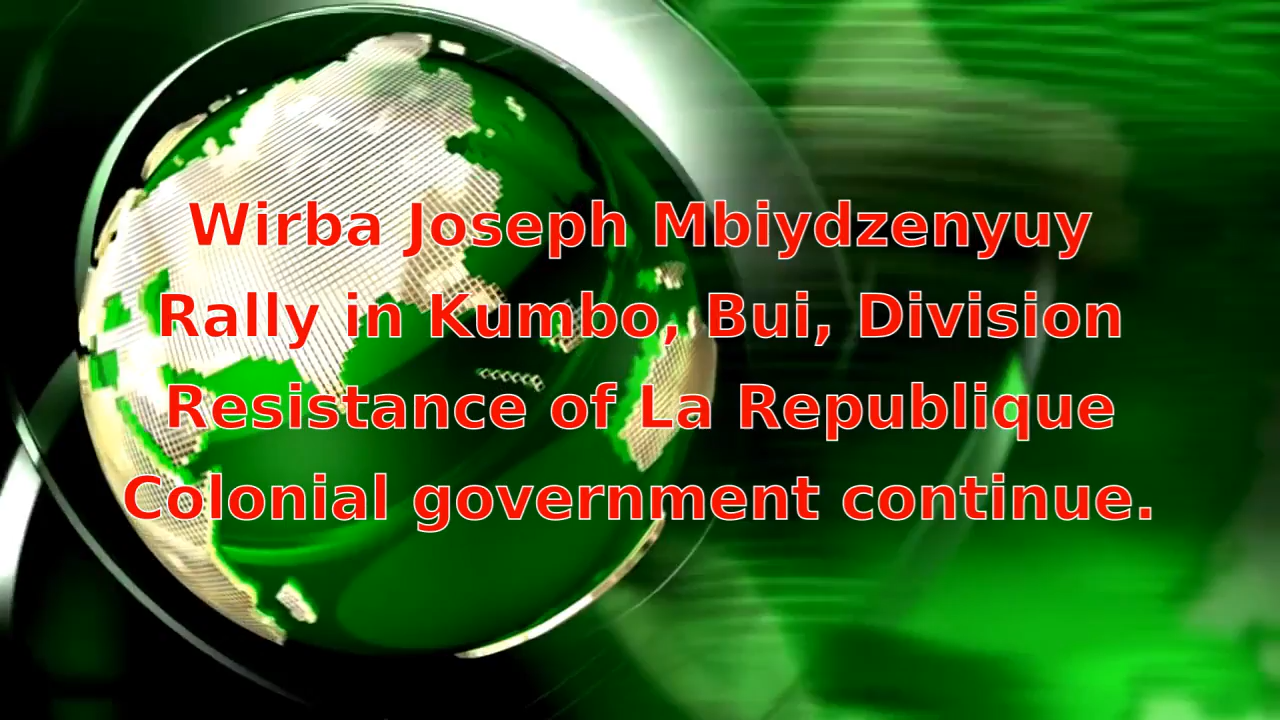 Wirba Joseph Mbiydzenyuy
Rally in Kumbo, Bui, Division
Resistance of La Republique
Colonial government continue.